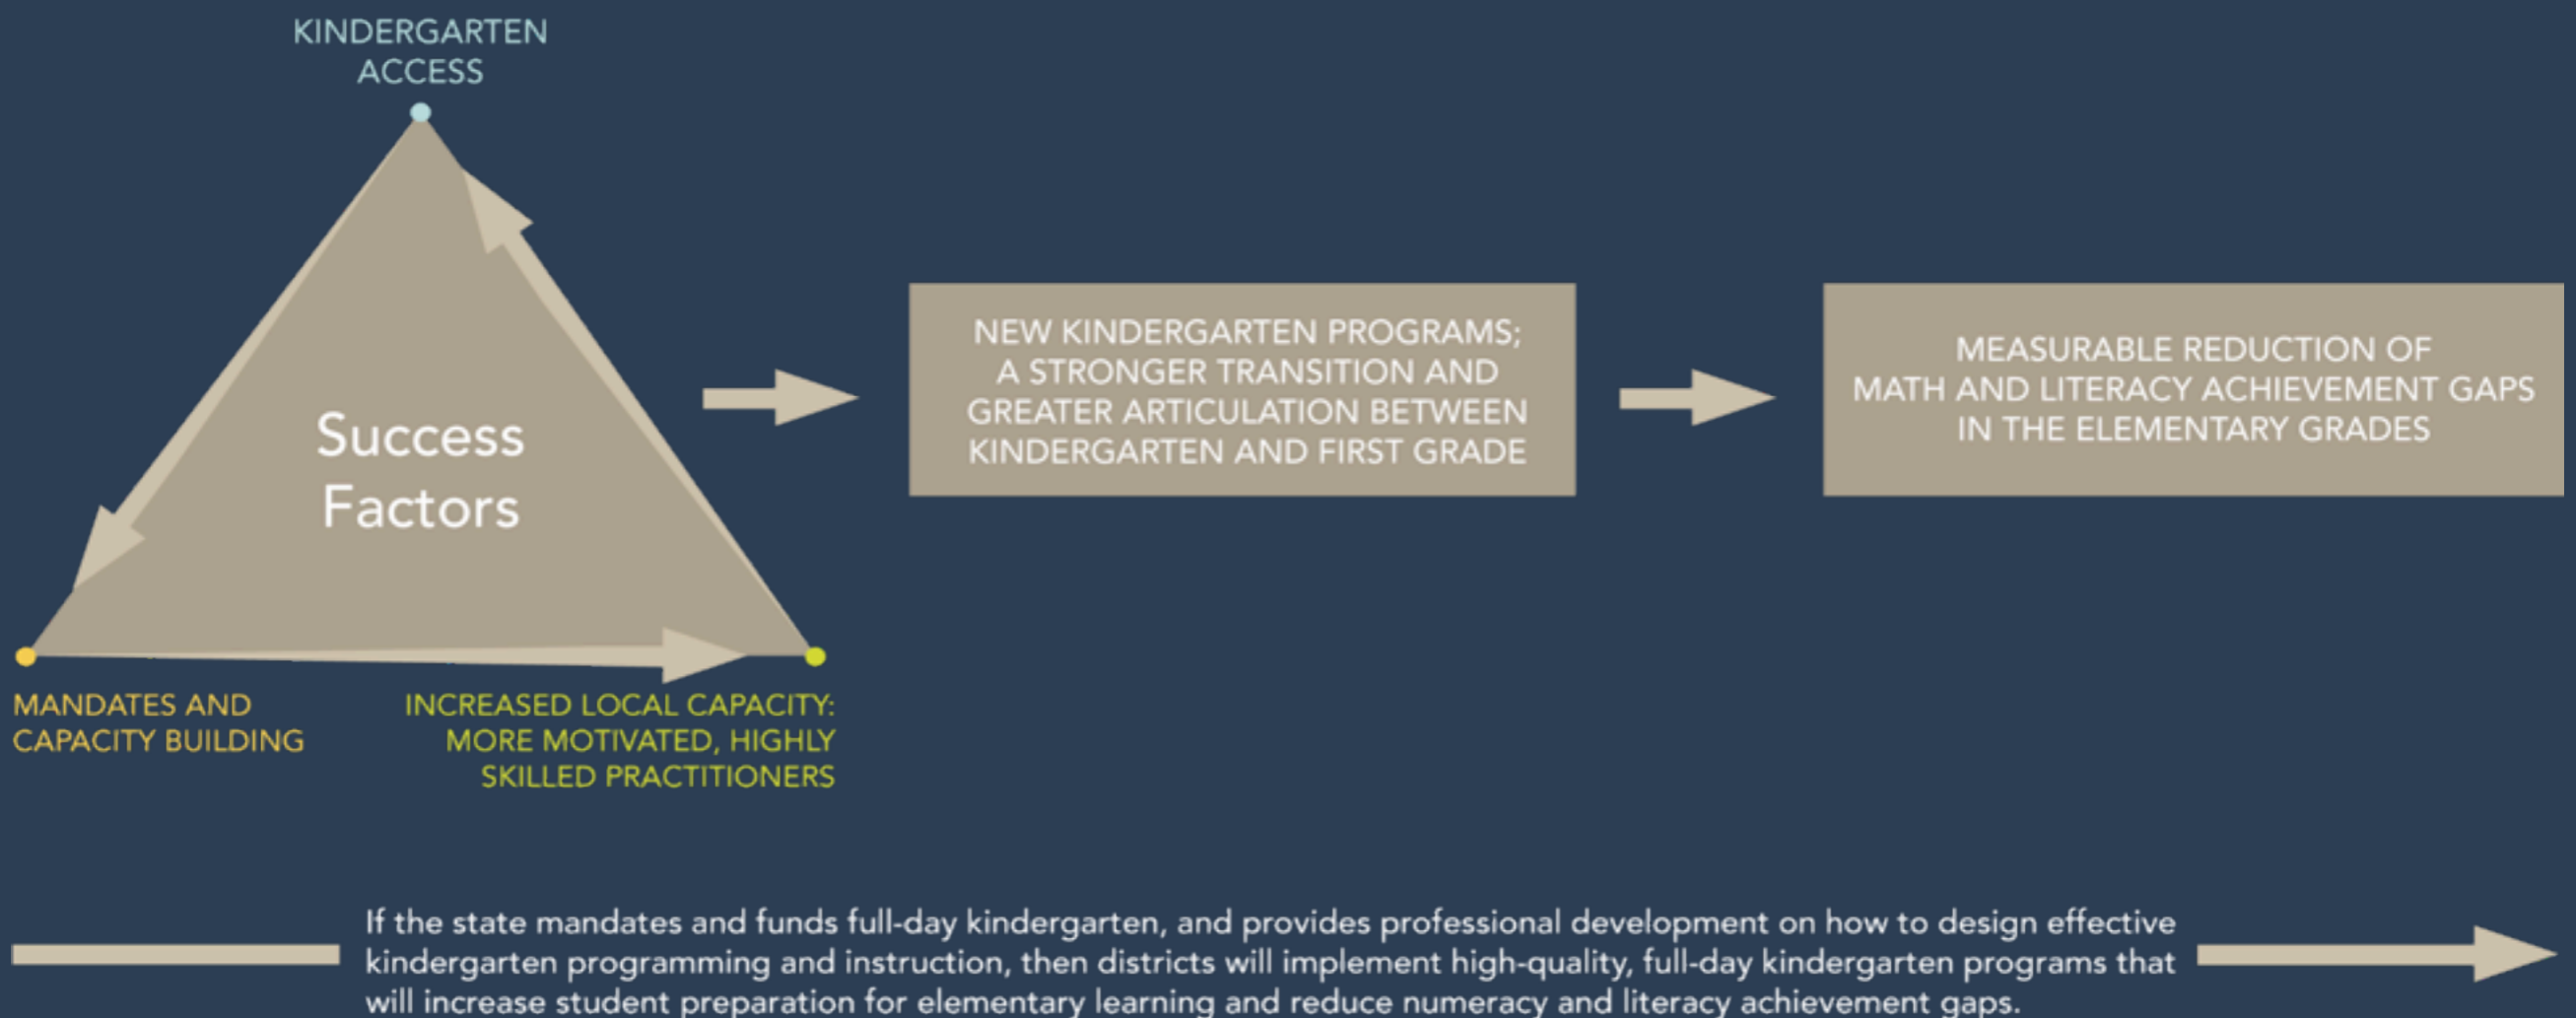 KINDERGARTEN
ACCESS
Success
Factors
MANDATES AND
CAPACITY BUILDING
INCREASED LOCAL CAPACITY:
MORE MOTIVATED, HIGHLY
SKILLED PRACTITIONERS
NEW KINDERGARTEN PROGRAMS;
A STRONGER TRANSITION AND
GREATER ARTICULATION BETWEEN
KINDERGARTEN AND FIRST GRADE
MEASURABLE REDUCTION OF
MATH AND LITERACY ACHIEVEMENT GAPS
IN THE ELEMENTARY GRADES
If the state mandates and funds full-day kindergarten, and provides professional development on how to design effective
kindergarten programming and instruction, then districts will implement high-quality, full-day kindergarten programs that
will increase student preparation for elementary learning and reduce numeracy and literacy achievement gaps.